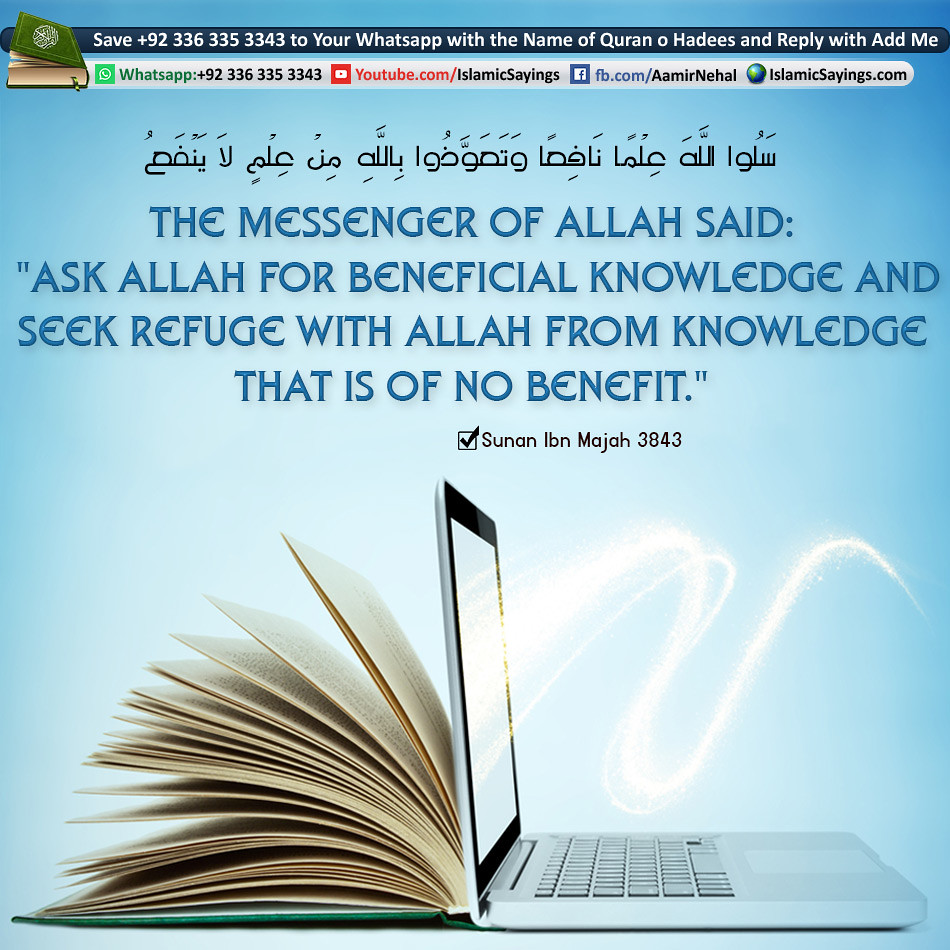 Save +92 336 335 3343 to Your Whatsapp with the Name of Quran o Hadees and Reply with Add Me
Whatsapp:+92 336 335 3343 Youtube.com/IslamicSayings fb.com/AamirNehal IslamicSayings.com
سَلُوا اللَّهَ عِلْمًا نَافِعًا وَتَعَوَّذُوا بِاللَّهِ مِنْ عِلْمٍ لاَ يَنْفَعُ
THE MESSENGER OF ALLAH SAID:
"ASK ALLAH FOR BENEFICIAL KNOWLEDGE AND
SEEK REFUGE WITH ALLAH FROM KNOWLEDGE
THAT IS OF NO BENEFIT."
Sunan Ibn Majah 3843